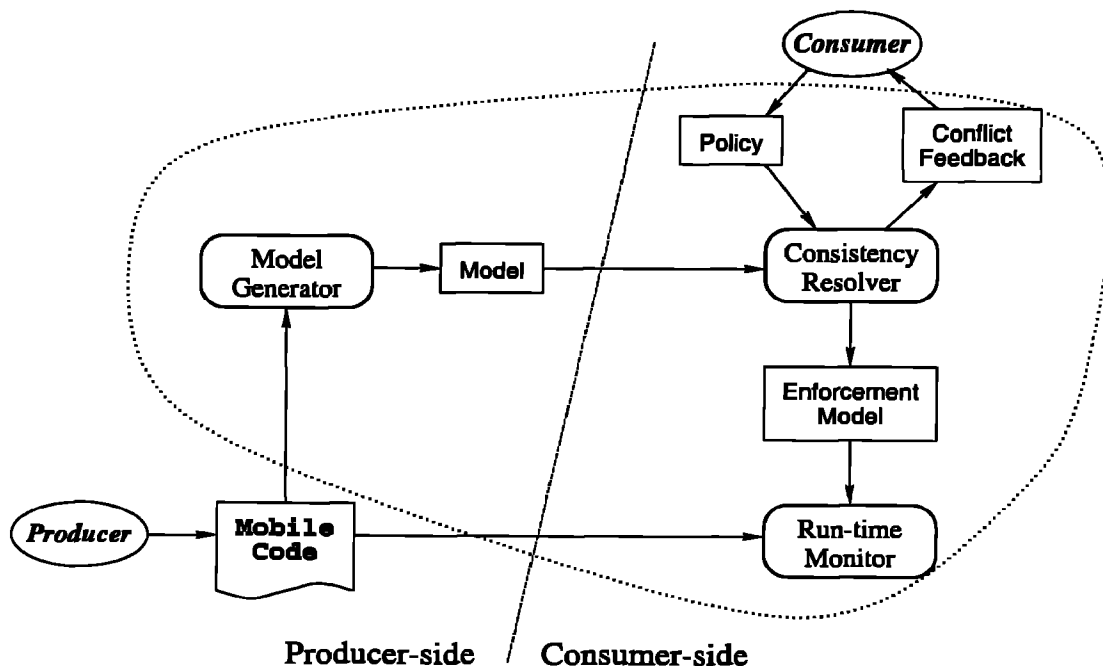 Consumer
Policy
Conflict
Feedback
Model
Generator
Model
Consistency
Resolver
Enforcement
Model
Producer
Mobile
Code
Run-time
Monitor
Producer-side
Consumer-side